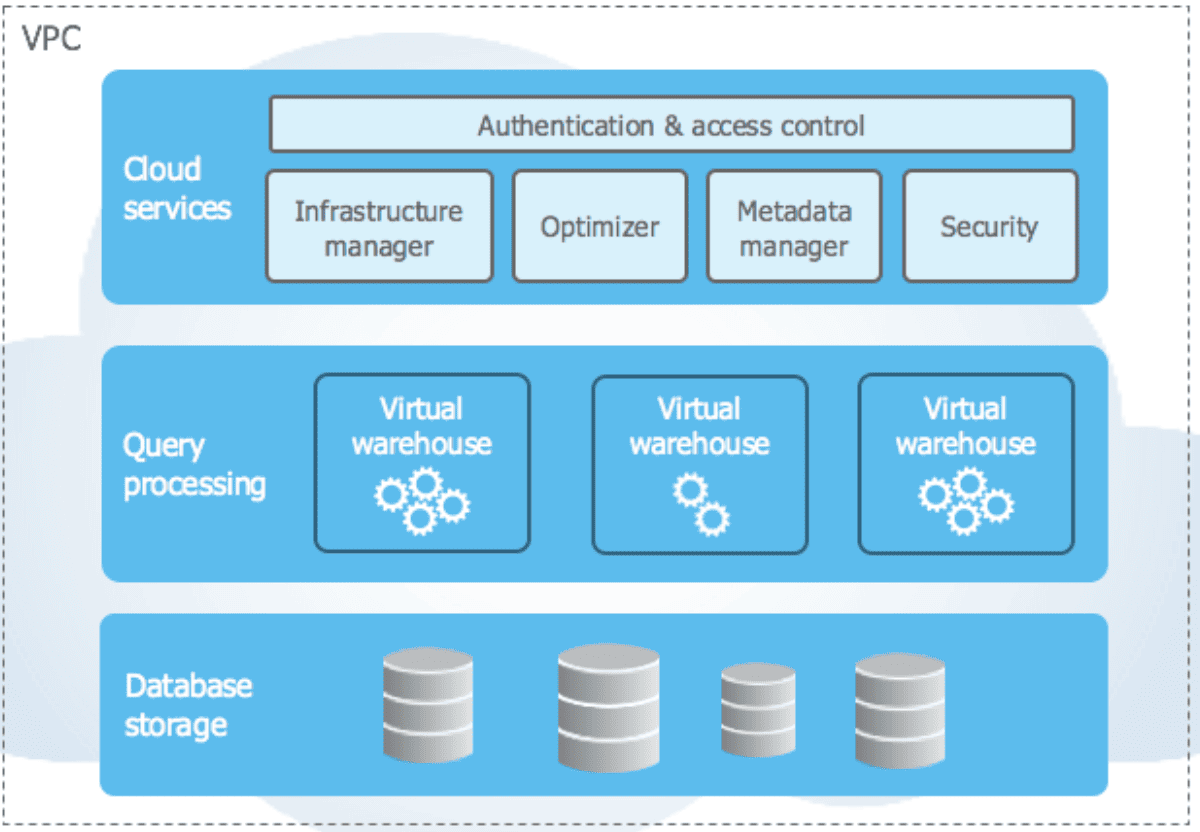 VPC
Authentication & access control
Cloud
services
Infrastructure
manager
Optimizer
Metadata
manager
Security
Query
processing
Virtual
warehouse
Virtual
warehouse
Virtual
warehouse
Database
storage